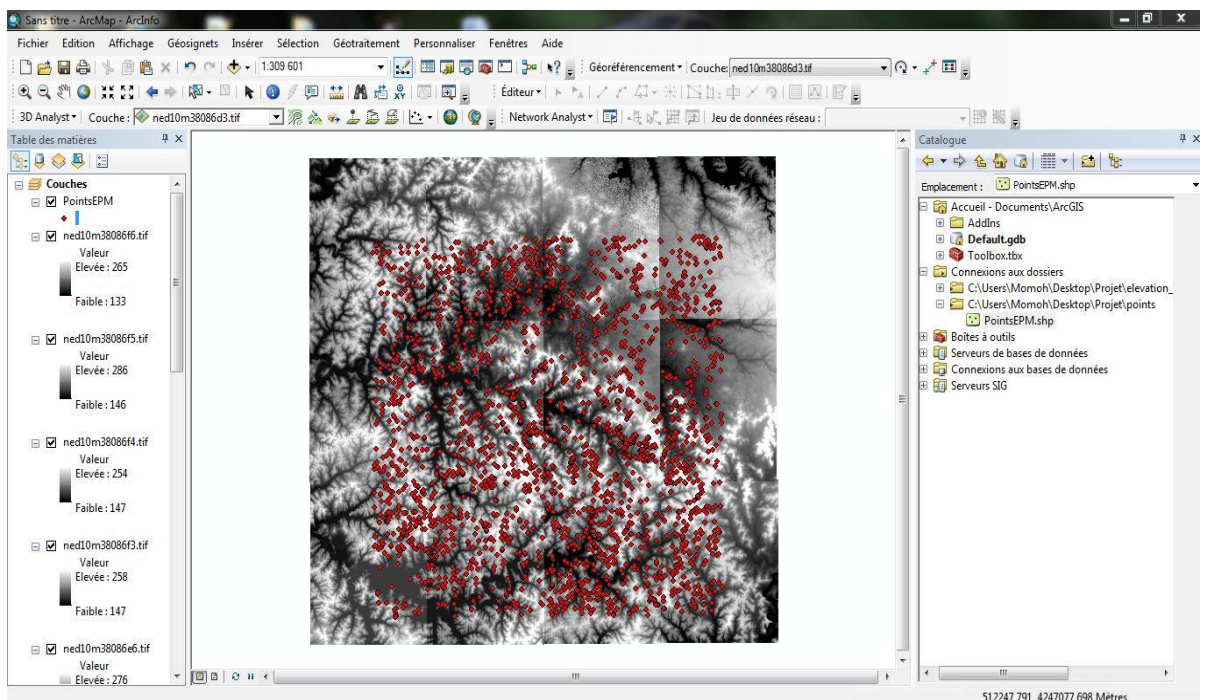 Sans titre - ArcMap - ArcInfo
Fichier Edition Affichage Géosignets Insérer Sélection Géotraitement Personnaliser Fenêtres Aide
1:309 601 Géoréférencement Couche: ned10m38086d3.tif
Éditeur
3D Analyst Couche : ned10m38086d3.tif Network Analyst Jeu de données réseau :
Table des matières
Couches
PointsEPM
ned10m38086f6.tif
Valeur
Elevée : 265
Faible : 133
ned10m38086f5.tif
Valeur
Elevée : 286
Faible : 146
ned10m38086f4.tif
Valeur
Elevée : 254
Faible : 147
ned10m38086f3.tif
Valeur
Elevée : 258
Faible : 147
ned10m38086e6.tif
Valeur
Elevée : 276
Catalogue
Emplacement : PointsEPM.shp
Accueil - Documents\ArcGIS
AddIns
Default.gdb
Toolbox.tbx
Connexions aux dossiers
C:\Users\Momoh\Desktop\Projet\elevation_
C:\Users\Momoh\Desktop\Projet\points
PointsEPM.shp
Boîtes à outils
Serveurs de bases de données
Connexions aux bases de données
Serveurs SIG
512247,791 4247077,698 Mètres